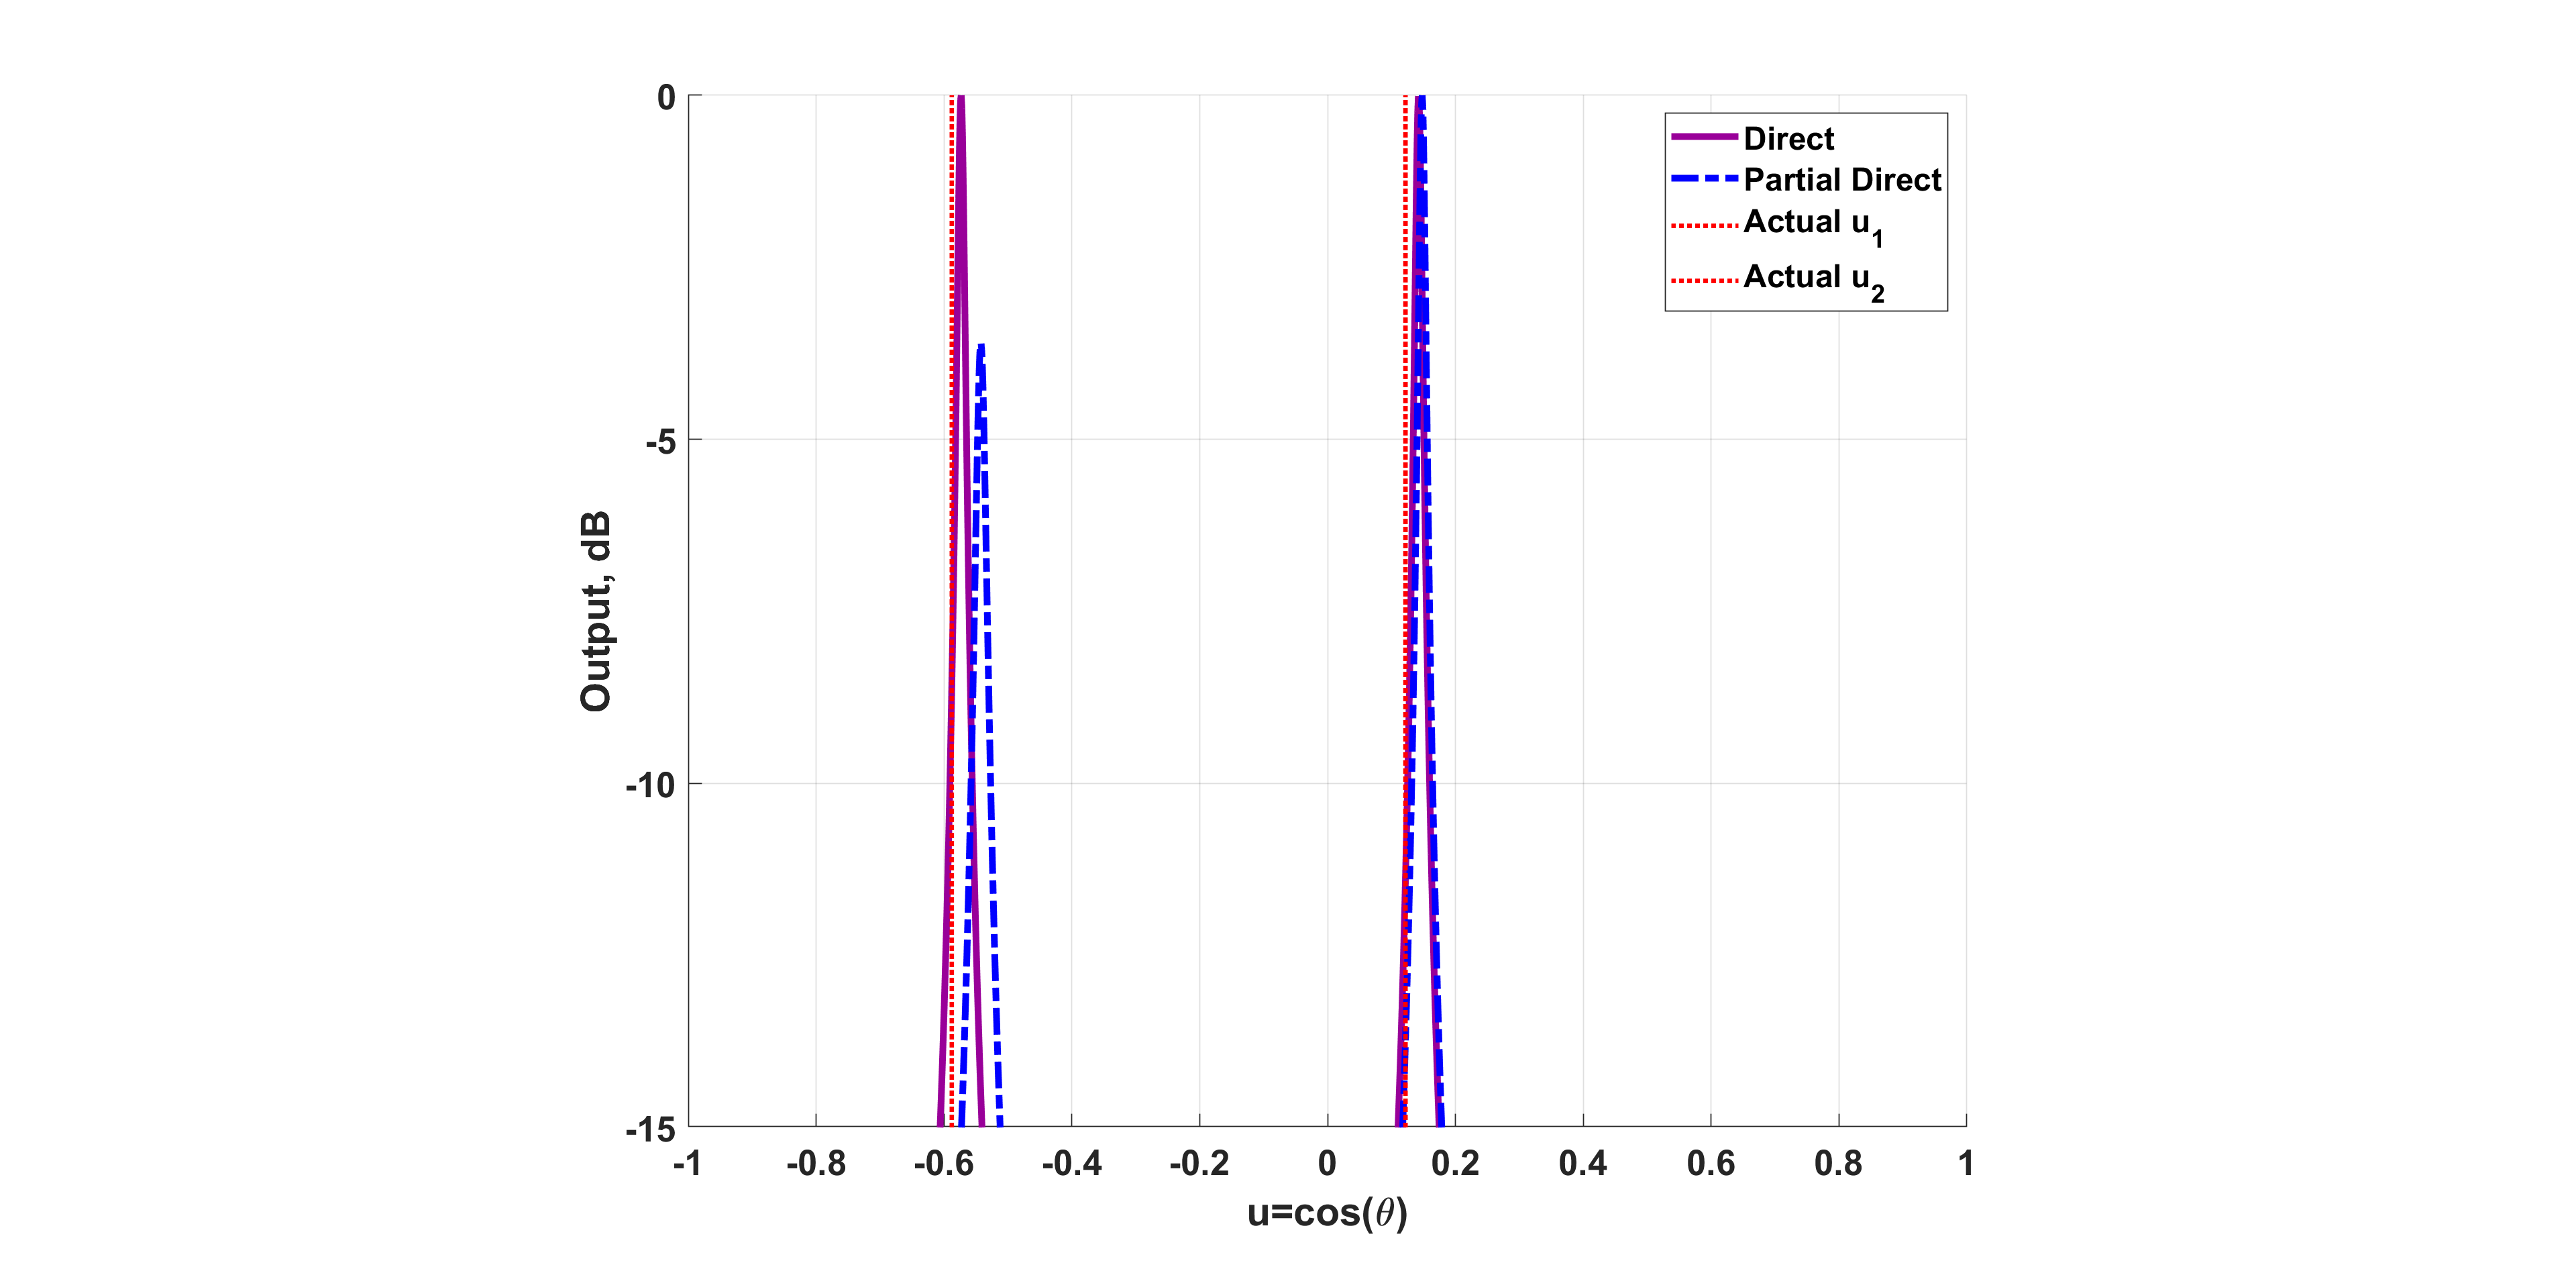 0
-5
-10
-15
Output, dB
-1 -0.8 -0.6 -0.4 -0.2 0 0.2 0.4 0.6 0.8 1
u=cos(θ)
Direct
Partial Direct
Actual u1
Actual u2